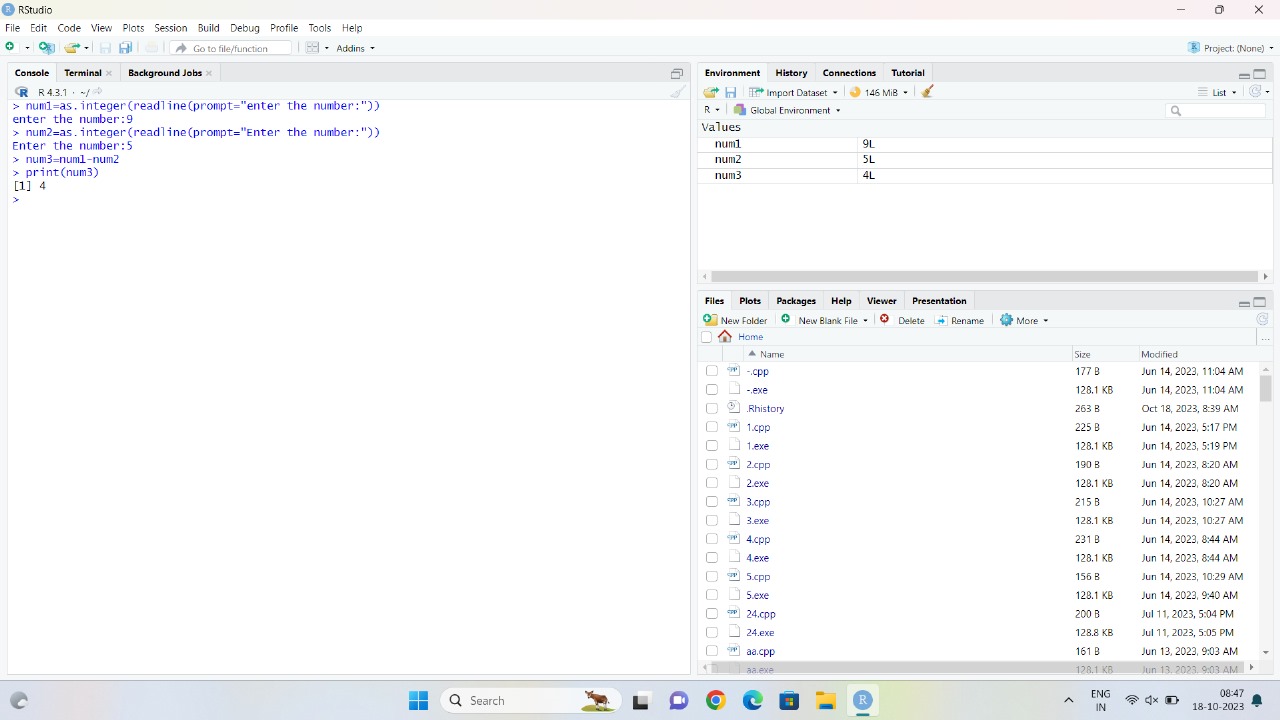 RStudio
File Edit Code View Plots Session Build Debug Profile Tools Help
Go to file/function Addins Project: (None)
Console Terminal Background Jobs
R 4.3.1 · ~/
> num1=as.integer(readline(prompt="enter the number:"))
enter the number:9
> num2=as.integer(readline(prompt="Enter the number:"))
Enter the number:5
> num3=num1-num2
> print(num3)
[1] 4
>
Environment History Connections Tutorial
Import Dataset 146 MiB List
R Global Environment
Values
num1 9L
num2 5L
num3 4L
Files Plots Packages Help Viewer Presentation
New Folder New Blank File Delete Rename More
Home ...
Name Size Modified
-.cpp 177 B Jun 14, 2023, 11:04 AM
-.exe 128.1 KB Jun 14, 2023, 11:04 AM
.Rhistory 263 B Oct 18, 2023, 8:39 AM
1.cpp 225 B Jun 14, 2023, 5:17 PM
1.exe 128.1 KB Jun 14, 2023, 5:19 PM
2.cpp 190 B Jun 14, 2023, 8:20 AM
2.exe 128.1 KB Jun 14, 2023, 8:20 AM
3.cpp 215 B Jun 14, 2023, 10:27 AM
3.exe 128.1 KB Jun 14, 2023, 10:27 AM
4.cpp 231 B Jun 14, 2023, 8:44 AM
4.exe 128.1 KB Jun 14, 2023, 8:44 AM
5.cpp 156 B Jun 14, 2023, 10:29 AM
5.exe 128.1 KB Jun 14, 2023, 9:40 AM
24.cpp 200 B Jul 11, 2023, 5:04 PM
24.exe 128.8 KB Jul 11, 2023, 5:05 PM
aa.cpp 161 B Jun 13, 2023, 9:03 AM
aa.exe 128.1 KB Jun 13, 2023, 9:03 AM
Search
ENG
IN
08:47
18-10-2023